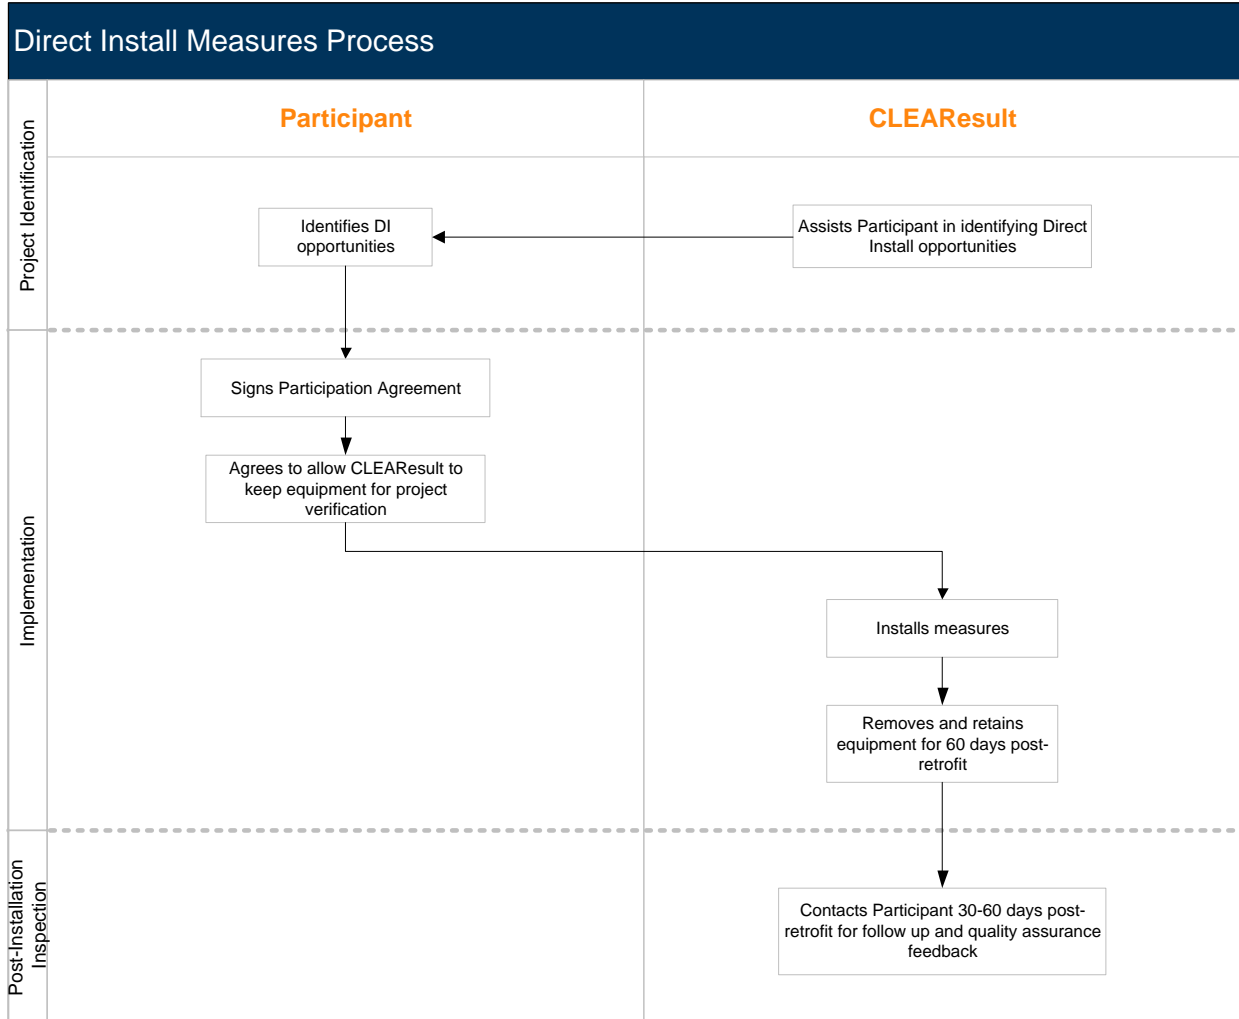 Direct Install Measures Process
Participant
CLEAResult
Project Identification
Identifies DI
opportunities
Assists Participant in identifying Direct
Install opportunities
Implementation
Signs Participation Agreement
Agrees to allow CLEAResult to
keep equipment for project
verification
Installs measures
Removes and retains
equipment for 60 days post-
retrofit
Post-Installation
Inspection
Contacts Participant 30-60 days post-
retrofit for follow up and quality assurance
feedback